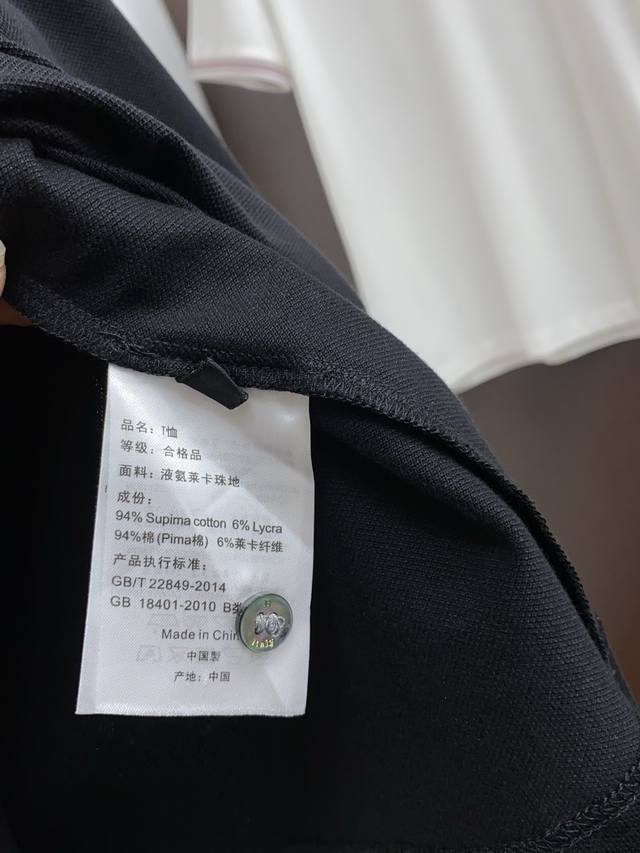 品名：T恤
等级：合格品
面料：液氨莱卡珠地
成份：
94% Supima cotton 6% Lycra
94%棉(Pima棉) 6%莱卡纤维
产品执行标准：
GB/T 22849-2014
GB 18401-2010 B类
Made in Chin
中国製
产地：中国